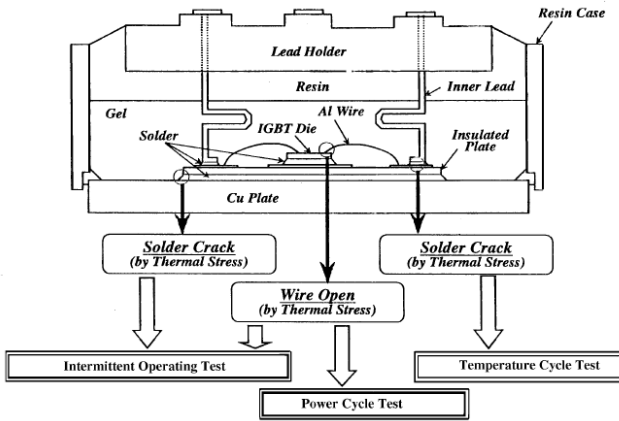 Resin Case
Lead Holder
Resin
Inner Lead
Gel
Al Wire
IGBT Die
Solder
Insulated
Plate
Cu Plate
Solder Crack
(by Thermal Stress)
Solder Crack
(by Thermal Stress)
Wire Open
(by Thermal Stress)
Intermittent Operating Test
Temperature Cycle Test
Power Cycle Test